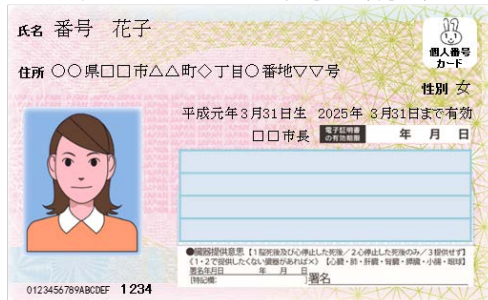 氏名 番号 花子
個人番号
カード
住所 ○○県□□市△△町◇丁目○番地▽▽号
性別 女
平成元年3月31日生 2025年 3月31日まで有効
□□市長 電子証明書の有効期限 年 月 日
●臓器提供意思【1脳死後及び心停止した死後／2心停止した死後のみ／3提供せず】
《1・2で提供したくない臓器があれば×》【心臓・肺・肝臓・腎臓・膵臓・小腸・眼球】
署名年月日 年 月 日
[特記欄: ] 署名
0123456789ABCDEF 1234